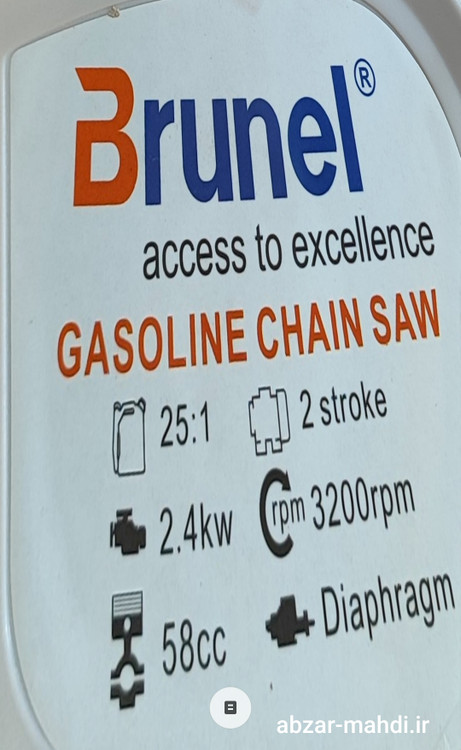 Brunel®
access to excellence
GASOLINE CHAIN SAW
25:1 2 stroke
2.4kw rpm 3200rpm
58cc Diaphragm
abzar-mahdi.ir